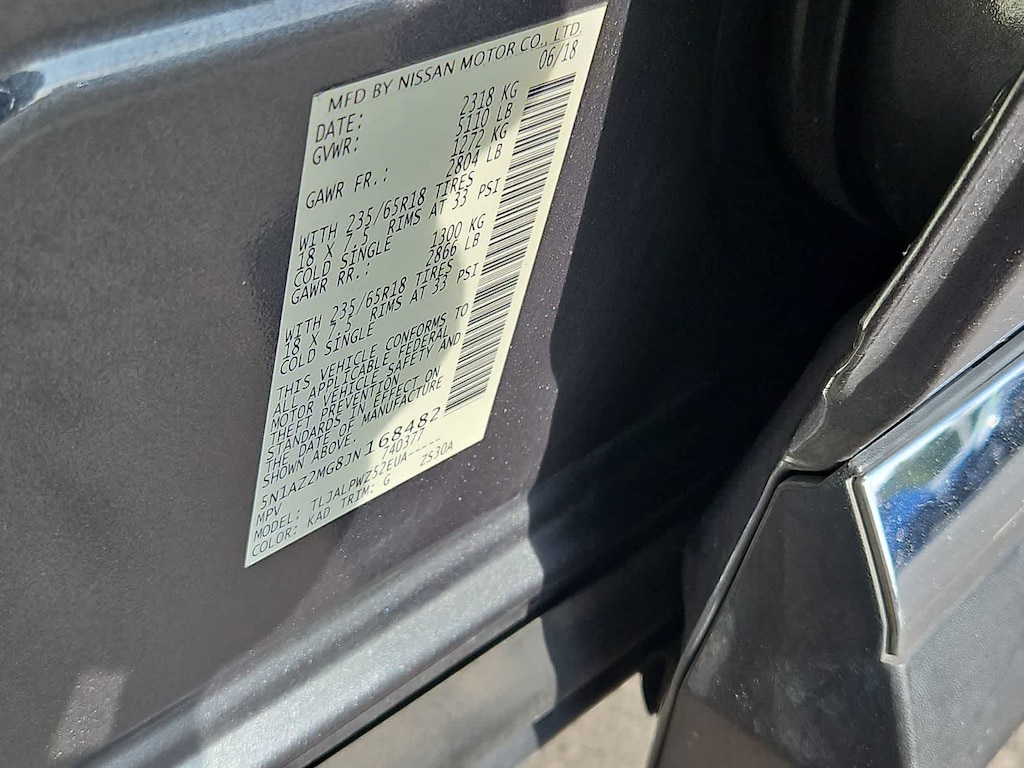 MFD BY NISSAN MOTOR CO., LTD.
DATE: 06/18
GVWR: 2318 KG
5110 LB
GAWR FR.: 1272 KG
2804 LB
WITH 235/65R18 TIRES
18 X 7.5 RIMS AT 33 PSI
COLD SINGLE
GAWR RR.: 1300 KG
2866 LB
WITH 235/65R18 TIRES
18 X 7.5 RIMS AT 33 PSI
COLD SINGLE
THIS VEHICLE CONFORMS TO
ALL APPLICABLE FEDERAL
MOTOR VEHICLE SAFETY AND
THEFT PREVENTION
STANDARDS IN EFFECT ON
THE DATE OF MANUFACTURE
SHOWN ABOVE.
5N1AZ2MG8JN168482
MPV 74037
MODEL: TLJALPWZ52EUA-----
COLOR: KAD TRIM: G ZS30A